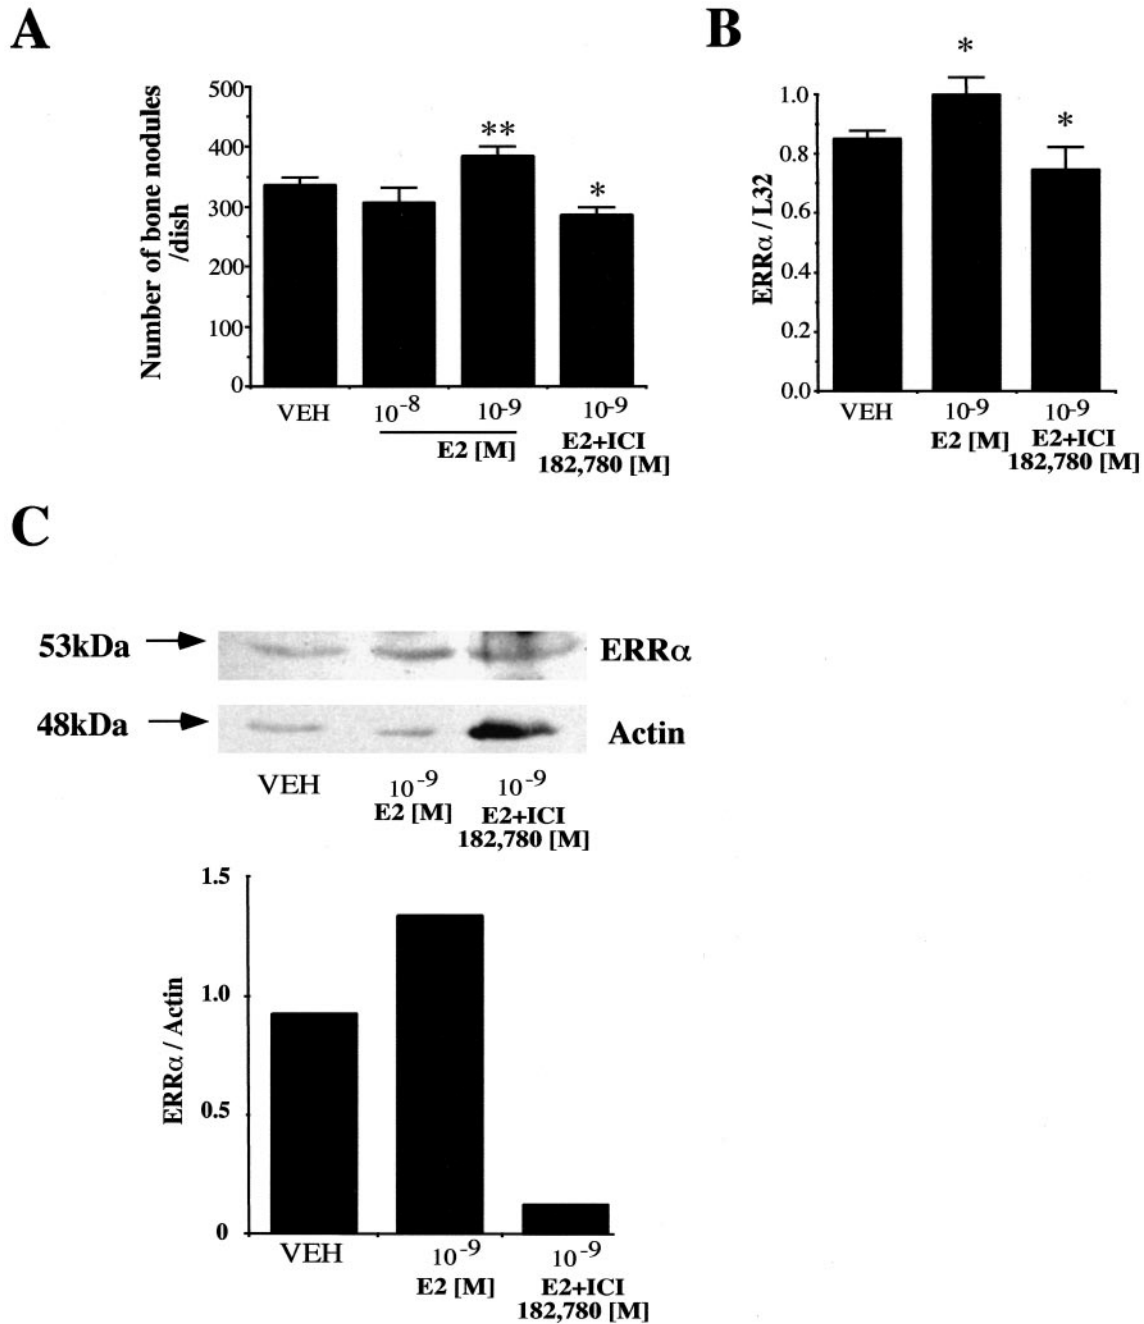 A
Number of bone nodules
/dish
500
400
300
200
100
0
**
*
VEH
10-8
10-9
10-9
E2 [M]
E2+ICI
182,780 [M]
B
ERRα / L32
1.0
0.8
0.6
0.4
0.2
0.0
*
*
VEH
10-9
10-9
E2 [M]
E2+ICI
182,780 [M]
C
53kDa
ERRα
48kDa
Actin
VEH
10-9
E2 [M]
10-9
E2+ICI
182,780 [M]
ERRα / Actin
1.5
1.0
0.5
0
VEH
10-9
E2 [M]
10-9
E2+ICI
182,780 [M]